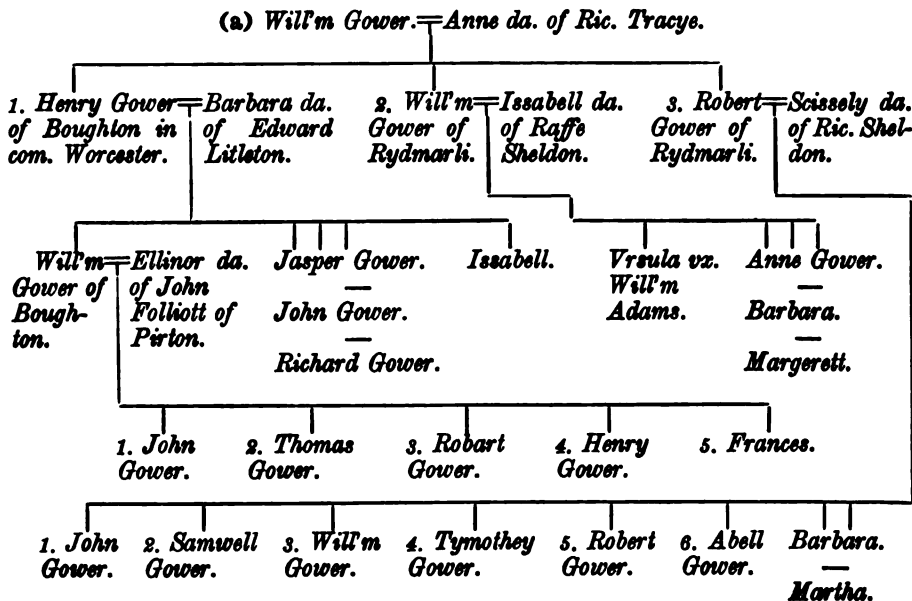 (a) Will'm Gower. Anne da. of Ric. Tracye.
1. Henry Gower
of Boughton in
com. Worcester.
Barbara da.
of Edward
Litleton.
2. Will'm
Gower of
Rydmarli.
Issabell da.
of Raffe
Sheldon.
3. Robert
Gower of
Rydmarli.
Scissely da.
of Ric. Shel-
don.
Will'm
Gower of
Bough-
ton.
Ellinor da.
of John
Folliott of
Pirton.
Jasper Gower.
—
John Gower.
—
Richard Gower.
Issabell.
Vrsula vx.
Will'm
Adams.
Anne Gower.
—
Barbara.
—
Margerett.
1. John
Gower.
2. Thomas
Gower.
3. Robart
Gower.
4. Henry
Gower.
5. Frances.
1. John
Gower.
2. Samwell
Gower.
3. Will'm
Gower.
4. Tymothey
Gower.
5. Robert
Gower.
6. Abell
Gower.
Barbara.
—
Martha.